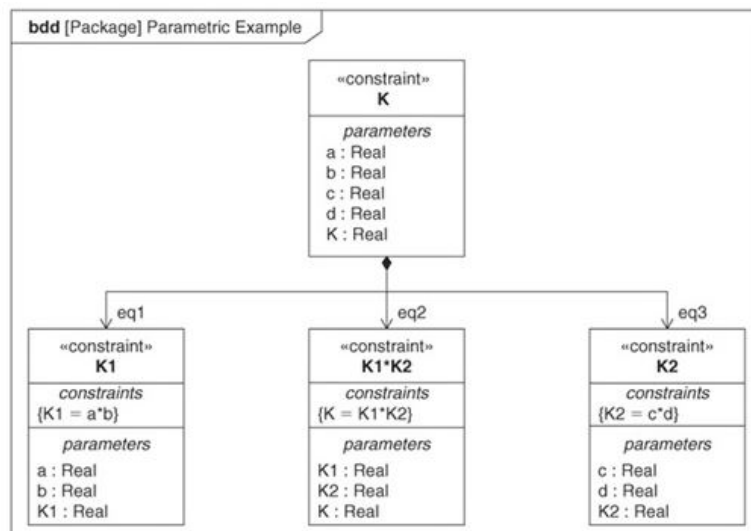 bdd [Package] Parametric Example
«constraint»
K
parameters
a : Real
b : Real
c : Real
d : Real
K : Real
eq1
eq2
eq3
«constraint»
K1
constraints
{K1 = a*b}
parameters
a : Real
b : Real
K1 : Real
«constraint»
K1*K2
constraints
{K = K1*K2}
parameters
K1 : Real
K2 : Real
K : Real
«constraint»
K2
constraints
{K2 = c*d}
parameters
c : Real
d : Real
K2 : Real